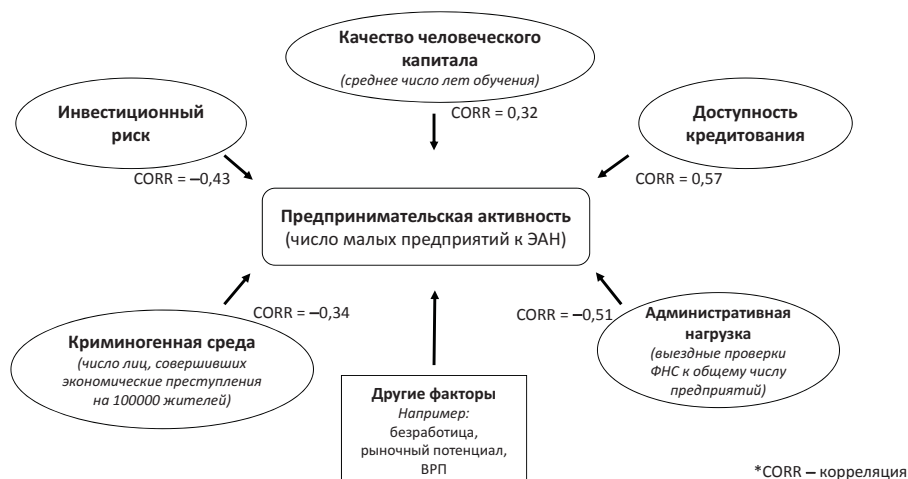 Качество человеческого
капитала
(среднее число лет обучения)
CORR = 0,32
Инвестиционный
риск
CORR = –0,43
Доступность
кредитования
CORR = 0,57
Предпринимательская активность
(число малых предприятий к ЭАН)
Криминогенная среда
(число лиц, совершивших
экономические преступления
на 100000 жителей)
CORR = –0,34
Другие факторы
Например:
безработица,
рыночный потенциал,
ВРП
CORR = –0,51
Административная
нагрузка
(выездные проверки
ФНС к общему числу
предприятий)
*CORR – корреляция